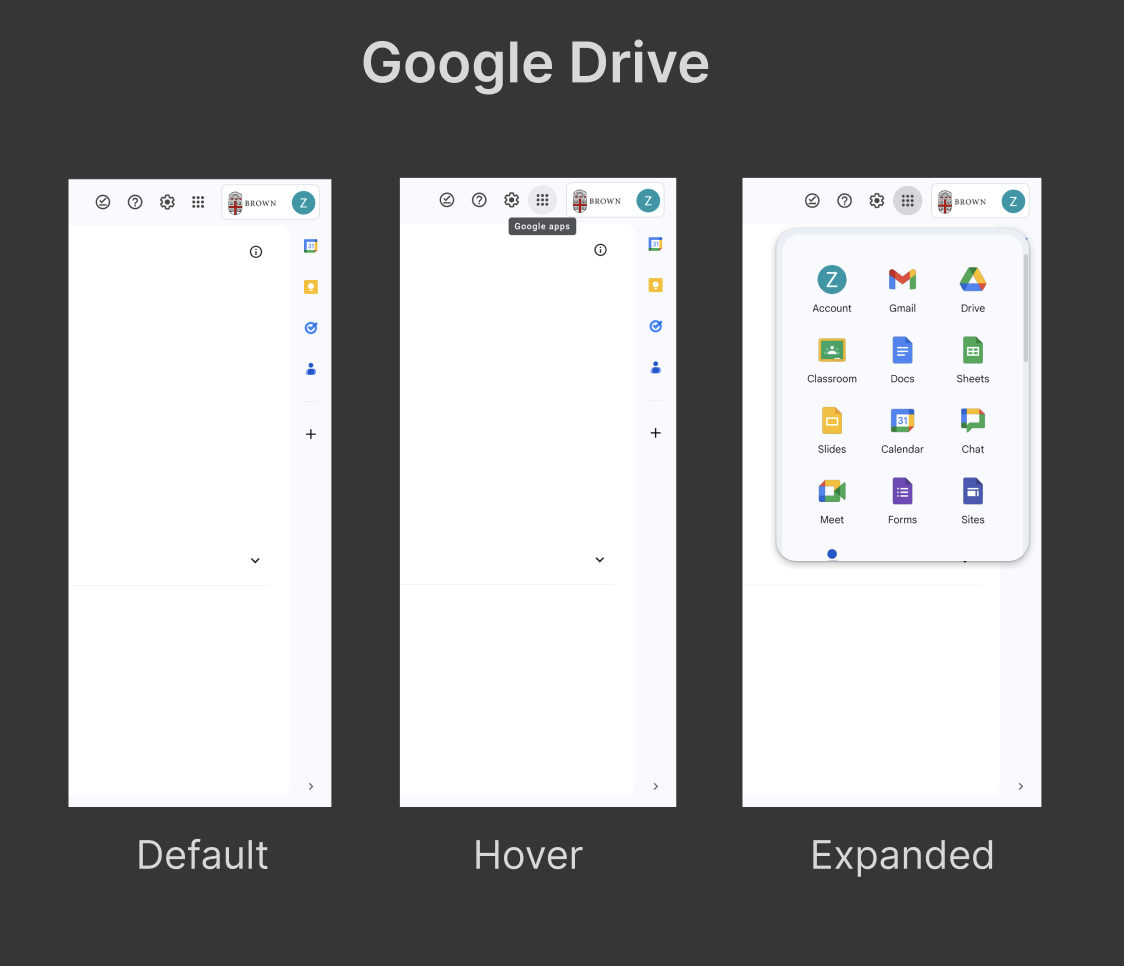 Google Drive
BROWN Z
31
BROWN Z
Google apps
31
BROWN Z
Z
Account Gmail Drive
Classroom Docs Sheets
31
Slides Calendar Chat
Meet Forms Sites
Default Hover Expanded